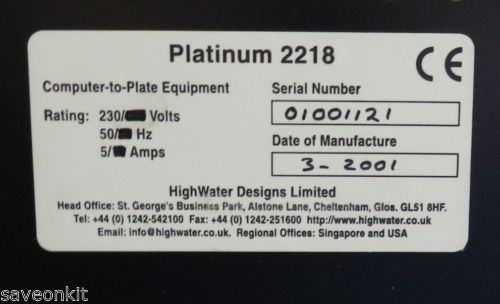 Platinum 2218
CE
Computer-to-Plate Equipment
Rating: 230/ Volts
50/ Hz
5/ Amps
Serial Number
01001121
Date of Manufacture
3-2001
HighWater Designs Limited
Head Office: St. George's Business Park, Alstone Lane, Cheltenham, Glos. GL51 8HF.
Tel: +44 (0) 1242-542100 Fax: +44 (0) 1242-251600 http://www.highwater.co.uk
Email: info@highwater.co.uk. Regional Offices: Singapore and USA
saveonkit
saveonkit